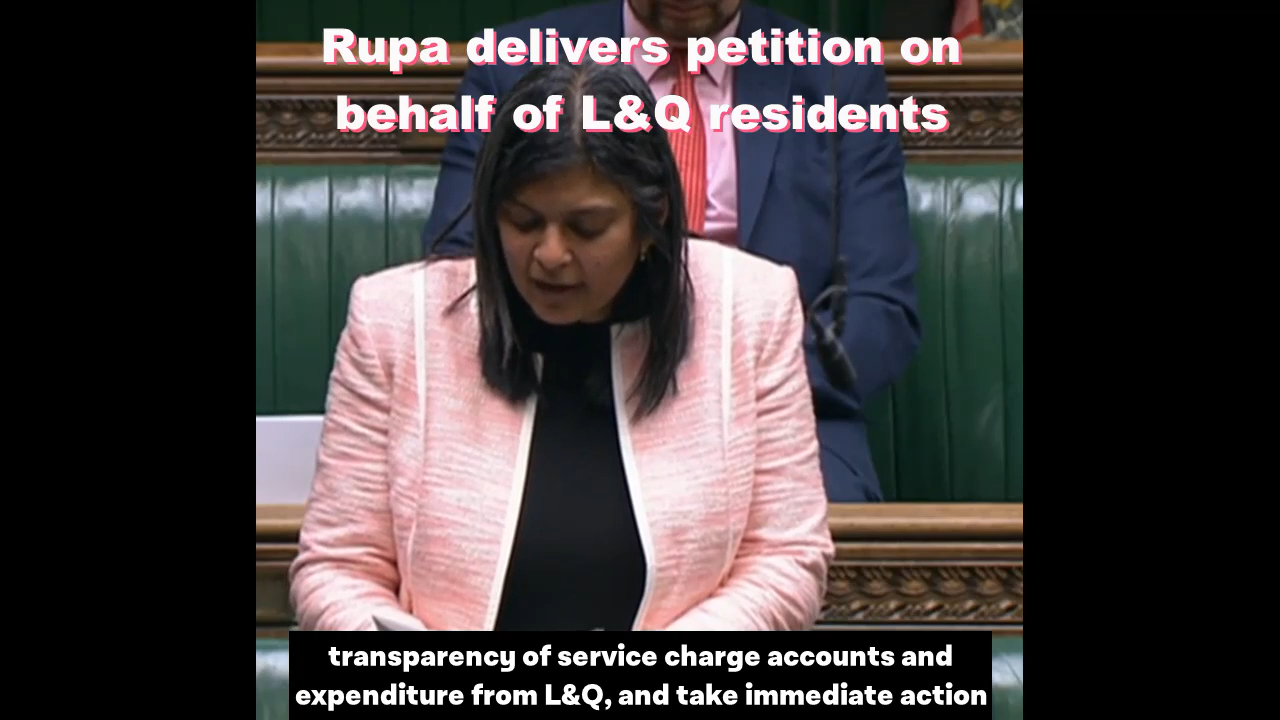 Rupa delivers petition on
behalf of L&Q residents
transparency of service charge accounts and
expenditure from L&Q, and take immediate action